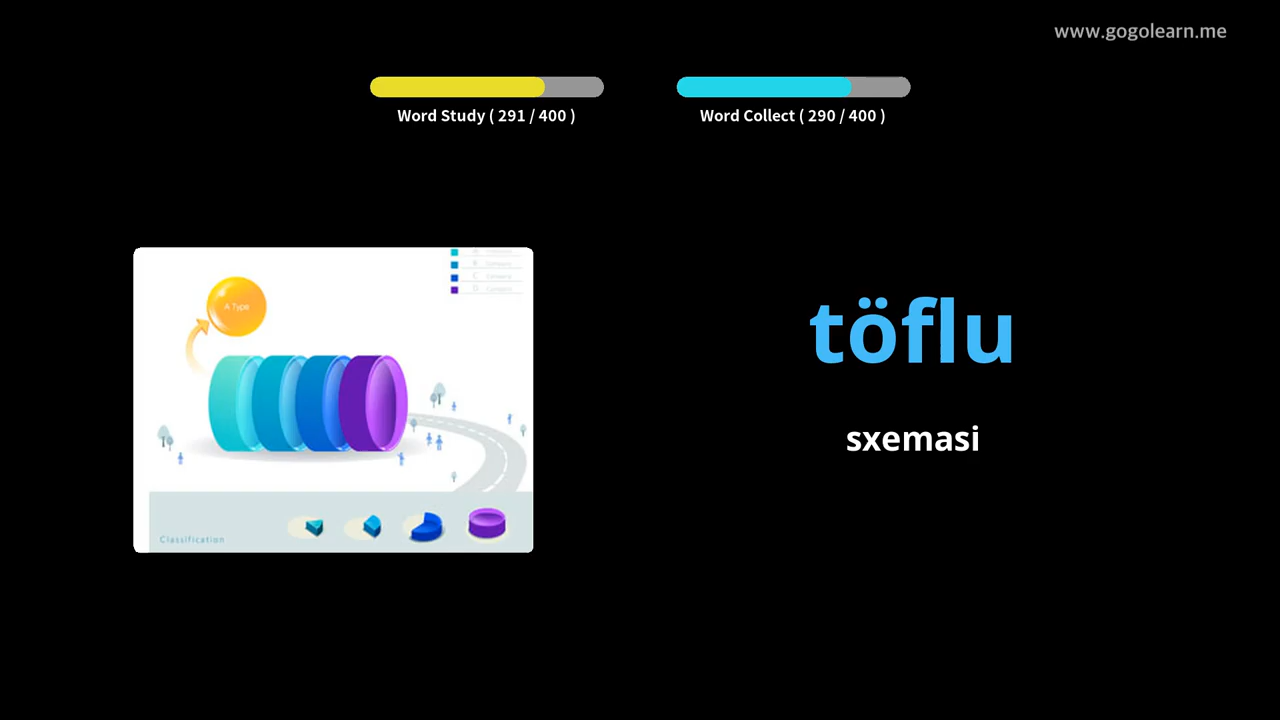 www.gogolearn.me
Word Study ( 291 / 400 )
Word Collect ( 290 / 400 )
A Type
töflu
sxemasi
Classification